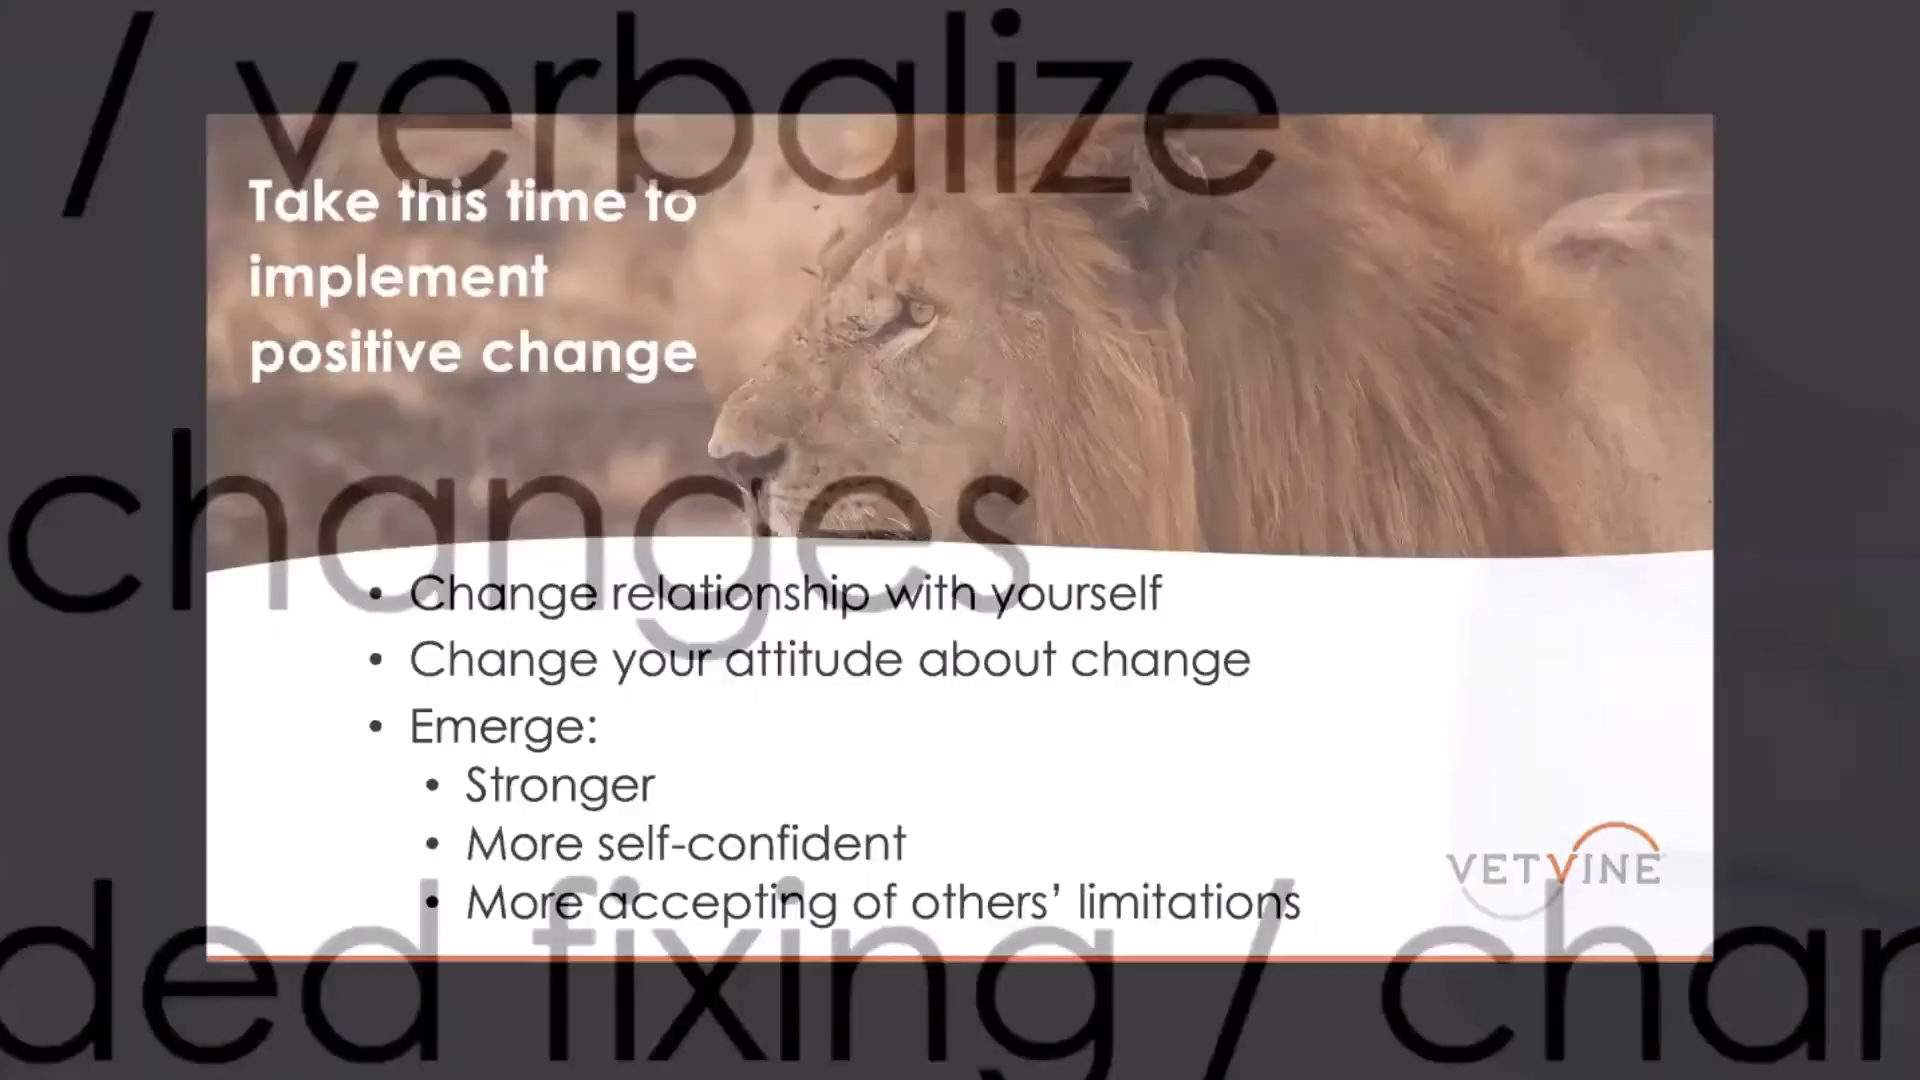 / verbalize
Take this time to
implement
positive change
changes
• Change relationship with yourself
• Change your attitude about change
• Emerge:
• Stronger
• More self-confident
• More accepting of others’ limitations
VETVINE
ded fixing / char